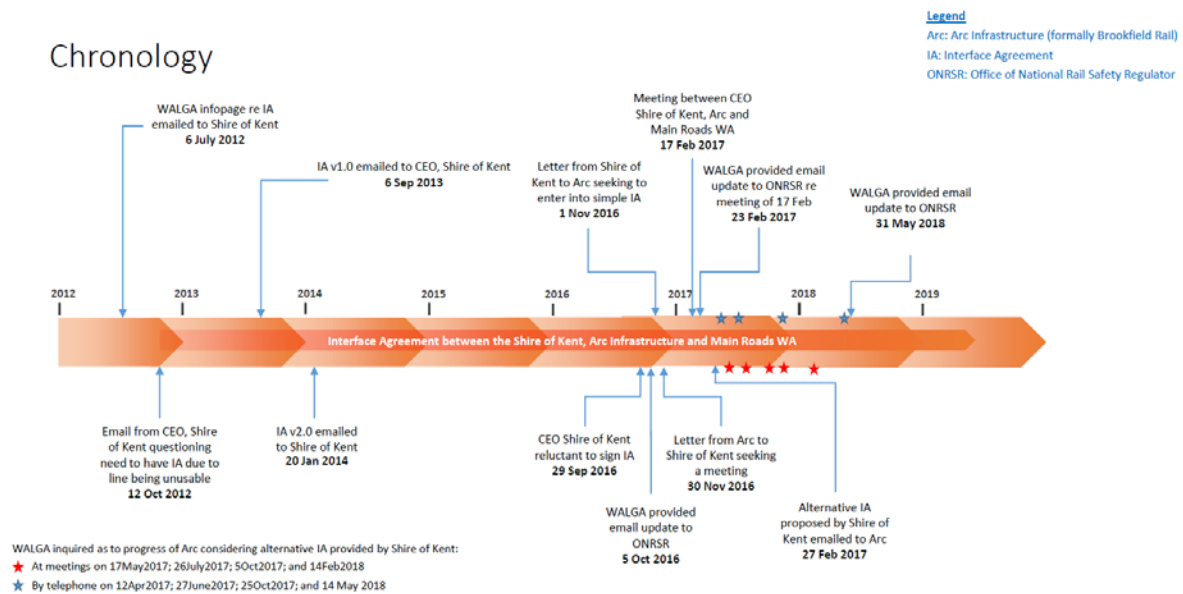 Legend
Arc: Arc Infrastructure (formally Brookfield Rail)
IA: Interface Agreement
ONRSR: Office of National Rail Safety Regulator
Chronology
WALGA infopage re IA
emailed to Shire of Kent
6 July 2012
IA v1.0 emailed to CEO, Shire of Kent
6 Sep 2013
Letter from Shire of
Kent to Arc seeking to
enter into simple IA
1 Nov 2016
Meeting between CEO
Shire of Kent, Arc and
Main Roads WA
17 Feb 2017
WALGA provided email
update to ONRSR re
meeting of 17 Feb
23 Feb 2017
WALGA provided email
update to ONRSR
31 May 2018
2012
2013
2014
2015
2016
2017
2018
2019
Interface Agreement between the Shire of Kent, Arc Infrastructure and Main Roads WA
Email from CEO, Shire
of Kent questioning
need to have IA due to
line being unusable
12 Oct 2012
IA v2.0 emailed
to Shire of Kent
20 Jan 2014
CEO Shire of Kent
reluctant to sign IA
29 Sep 2016
WALGA provided
email update to
ONRSR
5 Oct 2016
Letter from Arc to
Shire of Kent seeking
a meeting
30 Nov 2016
Alternative IA
proposed by Shire of
Kent emailed to Arc
27 Feb 2017
WALGA inquired as to progress of Arc considering alternative IA provided by Shire of Kent:
At meetings on 17May2017; 26July2017; 5Oct2017; and 14Feb2018
By telephone on 12Apr2017; 27June2017; 25Oct2017; and 14 May 2018